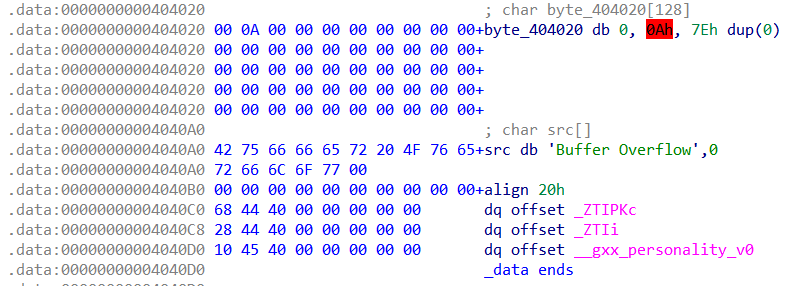 .data:0000000000404020 ; char byte_404020[128]
.data:0000000000404020 00 0A 00 00 00 00 00 00 00 00 00+byte_404020 db 0, 0Ah, 7Eh dup(0)
.data:0000000000404020 00 00 00 00 00 00 00 00 00 00 00+
.data:0000000000404020 00 00 00 00 00 00 00 00 00 00 00+
.data:0000000000404020 00 00 00 00 00 00 00 00 00 00 00+
.data:0000000000404020 00 00 00 00 00 00 00 00 00 00 00+
.data:00000000004040A0 ; char src[]
.data:00000000004040A0 42 75 66 66 65 72 20 4F 76 65+src db 'Buffer Overflow',0
.data:00000000004040A0 72 66 6C 6F 77 00
.data:00000000004040B0 00 00 00 00 00 00 00 00 00 00 00+align 20h
.data:00000000004040C0 68 44 40 00 00 00 00 00 dq offset _ZTIPKc
.data:00000000004040C8 28 44 40 00 00 00 00 00 dq offset _ZTIi
.data:00000000004040D0 10 45 40 00 00 00 00 00 dq offset __gxx_personality_v0
.data:00000000004040D0 _data ends